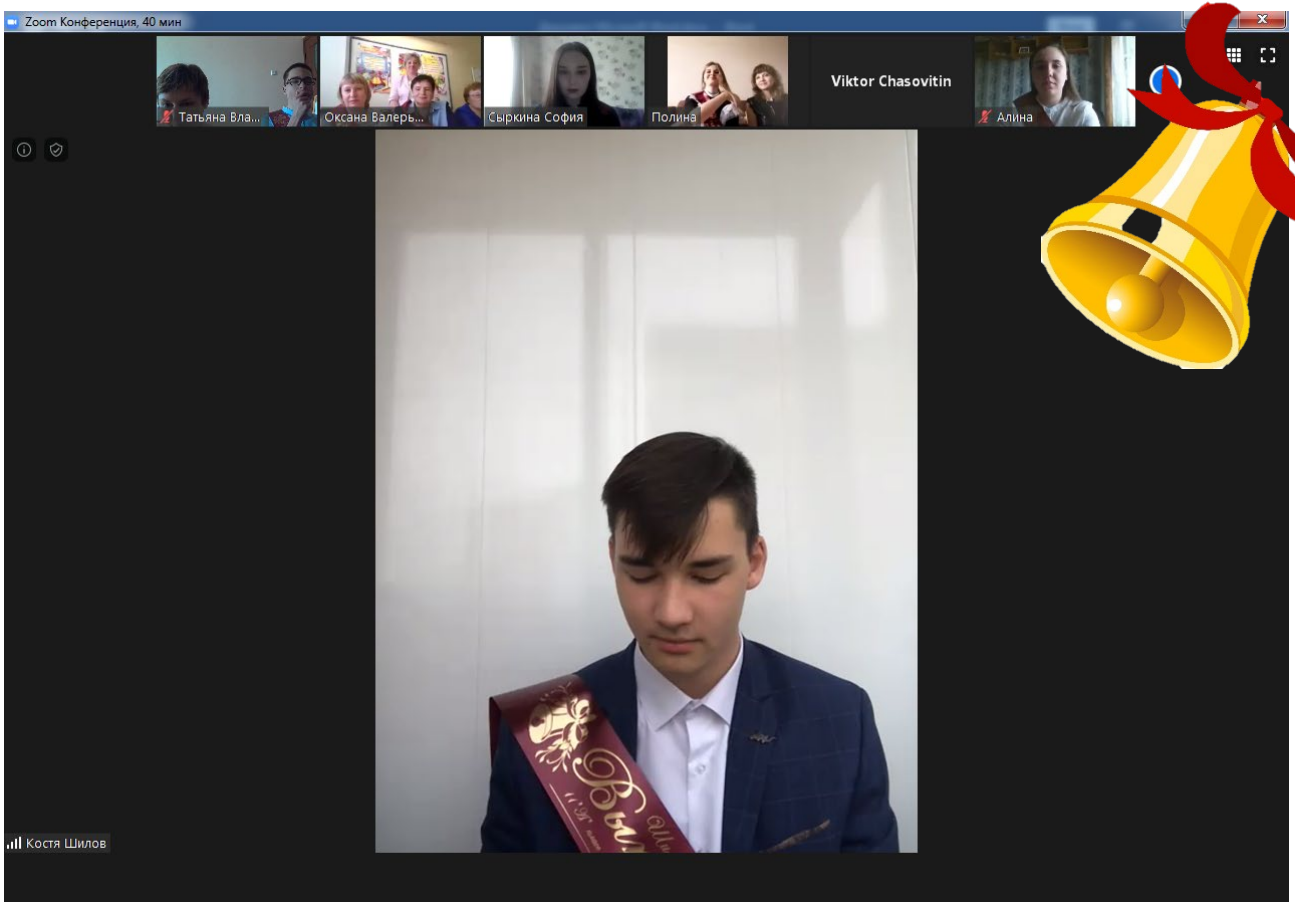 Zoom Конференция, 40 мин
Татьяна Вла...
Оксана Валерь...
Сыркина София
Полина
Viktor Chasovitin
Алина
Костя Шилов